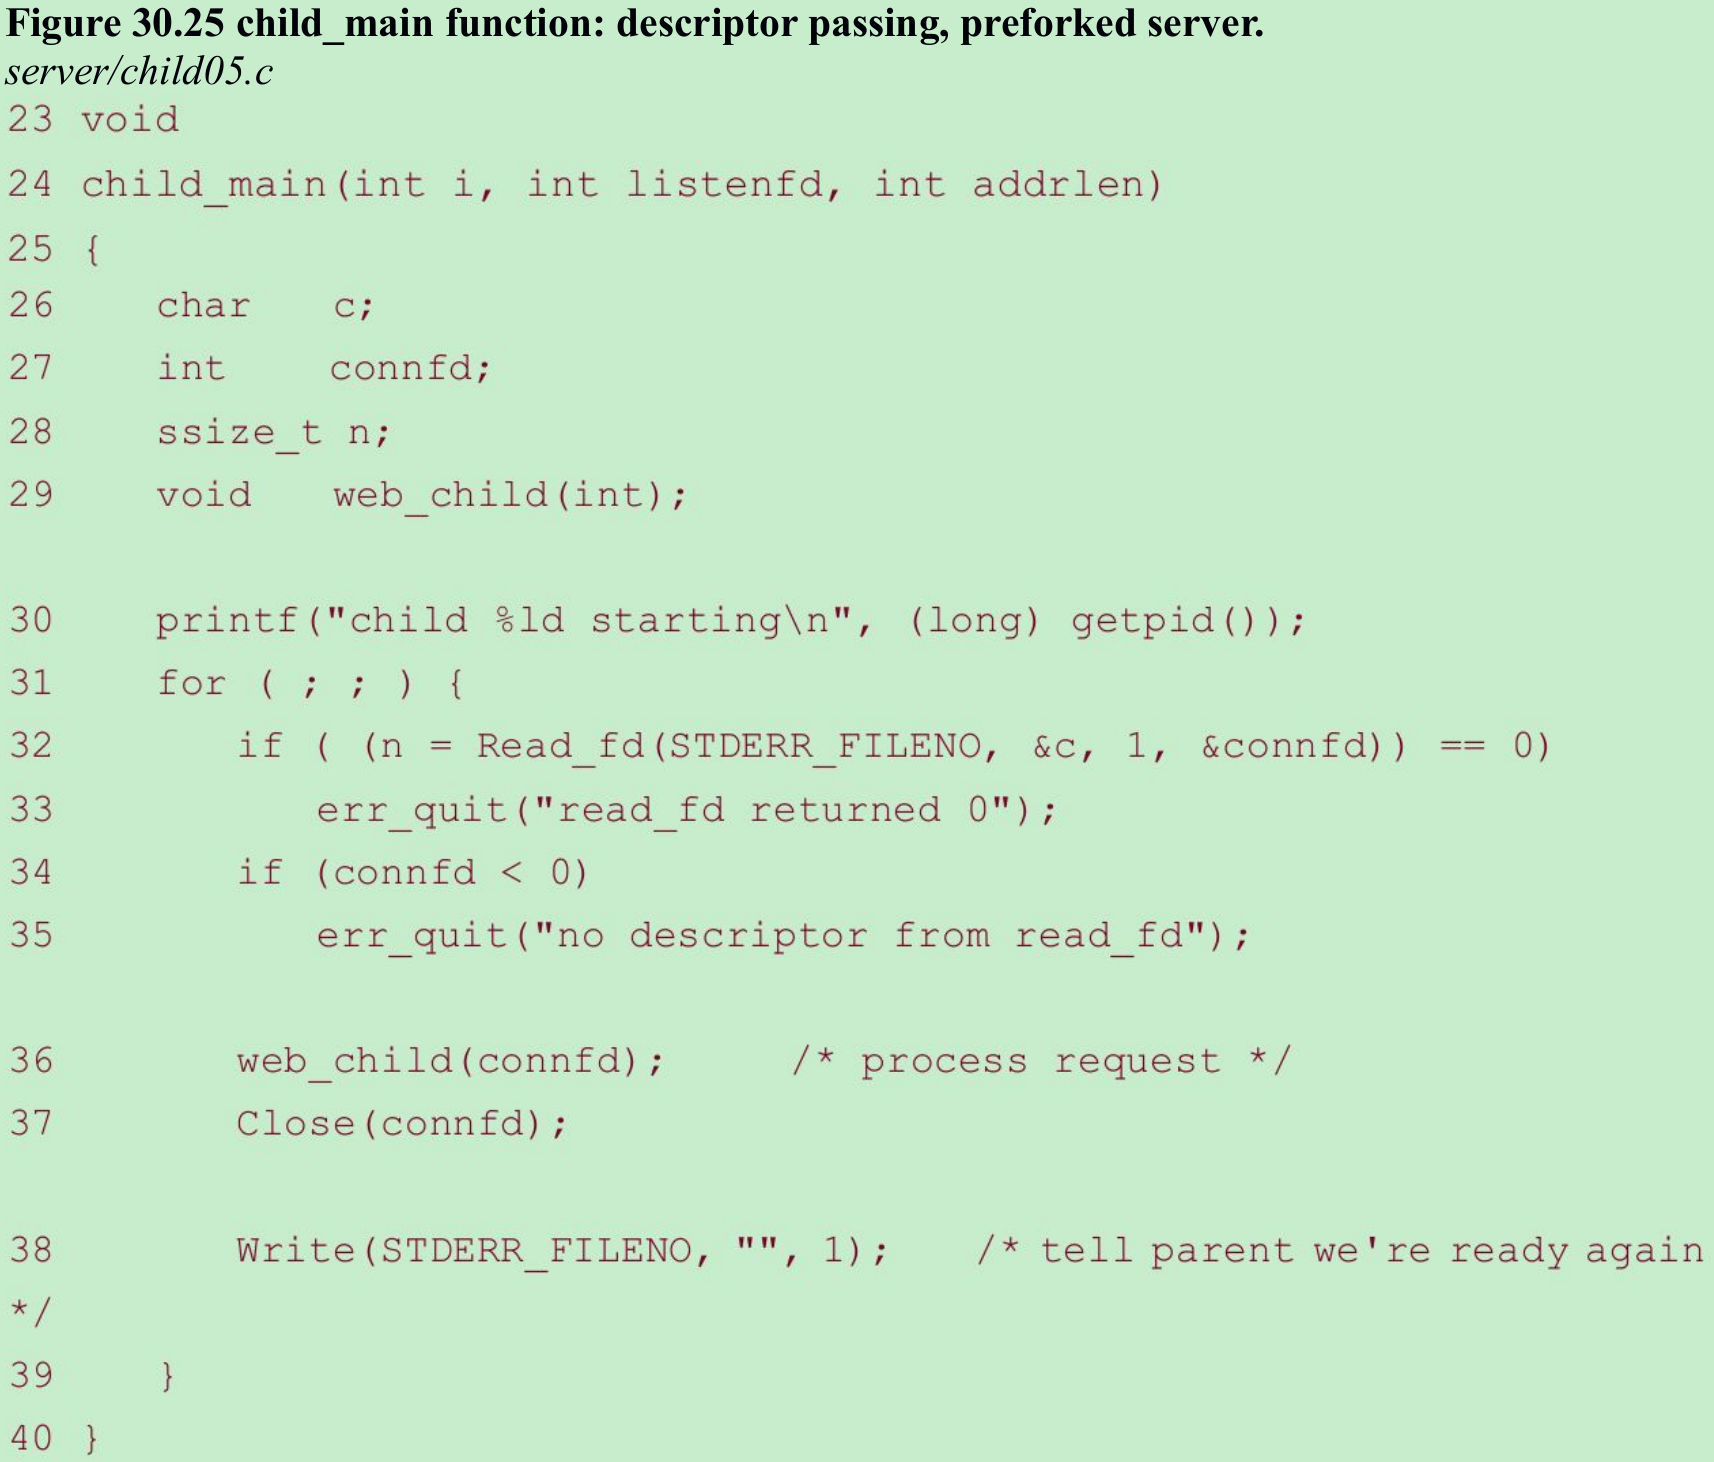 Figure 30.25 child_main function: descriptor passing, preforked server.
server/child05.c
23 void
24 child_main(int i, int listenfd, int addrlen)
25 {
26     char    c;
27     int     connfd;
28     ssize_t n;
29     void    web_child(int);
30     printf("child %ld starting\n", (long) getpid());
31     for ( ; ; ) {
32         if ( (n = Read_fd(STDERR_FILENO, &c, 1, &connfd)) == 0)
33             err_quit("read_fd returned 0");
34         if (connfd < 0)
35             err_quit("no descriptor from read_fd");
36         web_child(connfd);      /* process request */
37         Close(connfd);
38         Write(STDERR_FILENO, "", 1);    /* tell parent we're ready again
*/
39     }
40 }